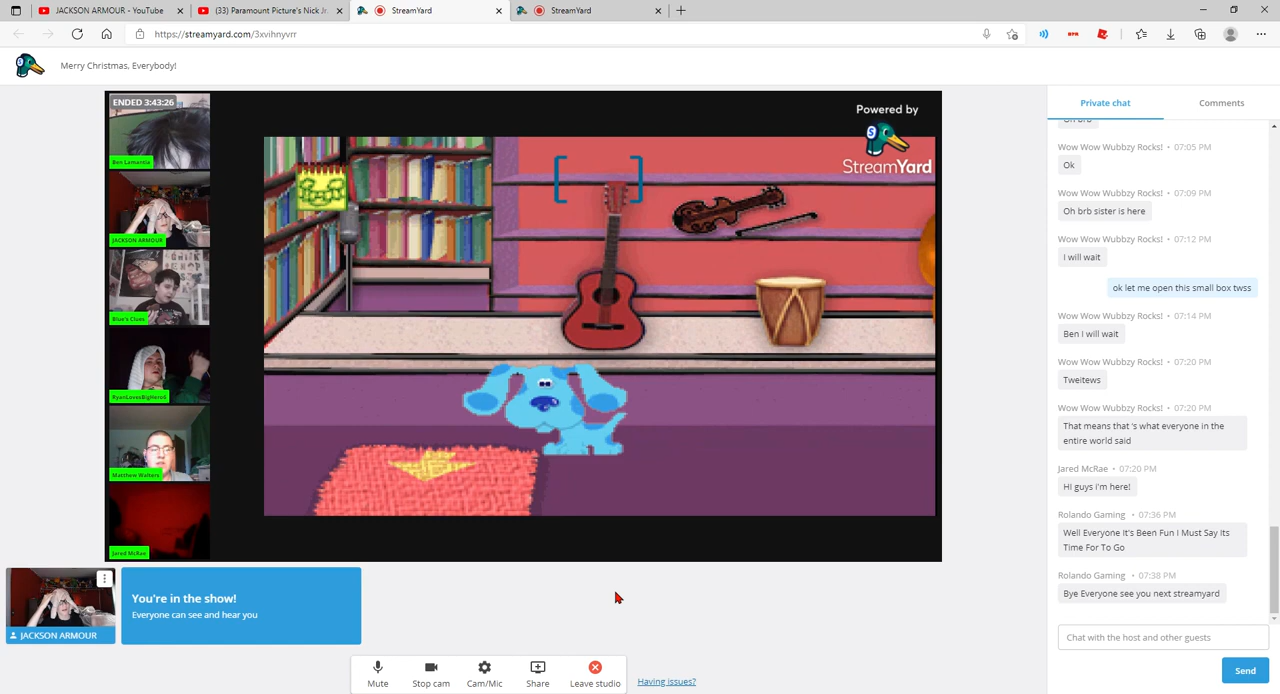 JACKSON ARMOUR - YouTube
(33) Paramount Picture's Nick Jr.
StreamYard
StreamYard
https://streamyard.com/3xvihnyvrr
Merry Christmas, Everybody!
ENDED 3:43:26
Ben Lamantia
JACKSON ARMOUR
Blue's Clues
RyanLovesBigHero6
Matthew Walters
Jared McRae
Powered by
StreamYard
JACKSON ARMOUR
You're in the show!
Everyone can see and hear you
Mute
Stop cam
Cam/Mic
Share
Leave studio
Having issues?
Private chat
Comments
Oh brb
Wow Wow Wubbzy Rocks! • 07:05 PM
Ok
Wow Wow Wubbzy Rocks! • 07:09 PM
Oh brb sister is here
Wow Wow Wubbzy Rocks! • 07:12 PM
I will wait
ok let me open this small box twss
Wow Wow Wubbzy Rocks! • 07:14 PM
Ben I will wait
Wow Wow Wubbzy Rocks! • 07:20 PM
Tweitews
Wow Wow Wubbzy Rocks! • 07:20 PM
That means that 's what everyone in the
entire world said
Jared McRae • 07:20 PM
HI guys i'm here!
Rolando Gaming • 07:36 PM
Well Everyone It's Been Fun I Must Say Its
Time For To Go
Rolando Gaming • 07:38 PM
Bye Everyone see you next streamyard
Chat with the host and other guests
Send